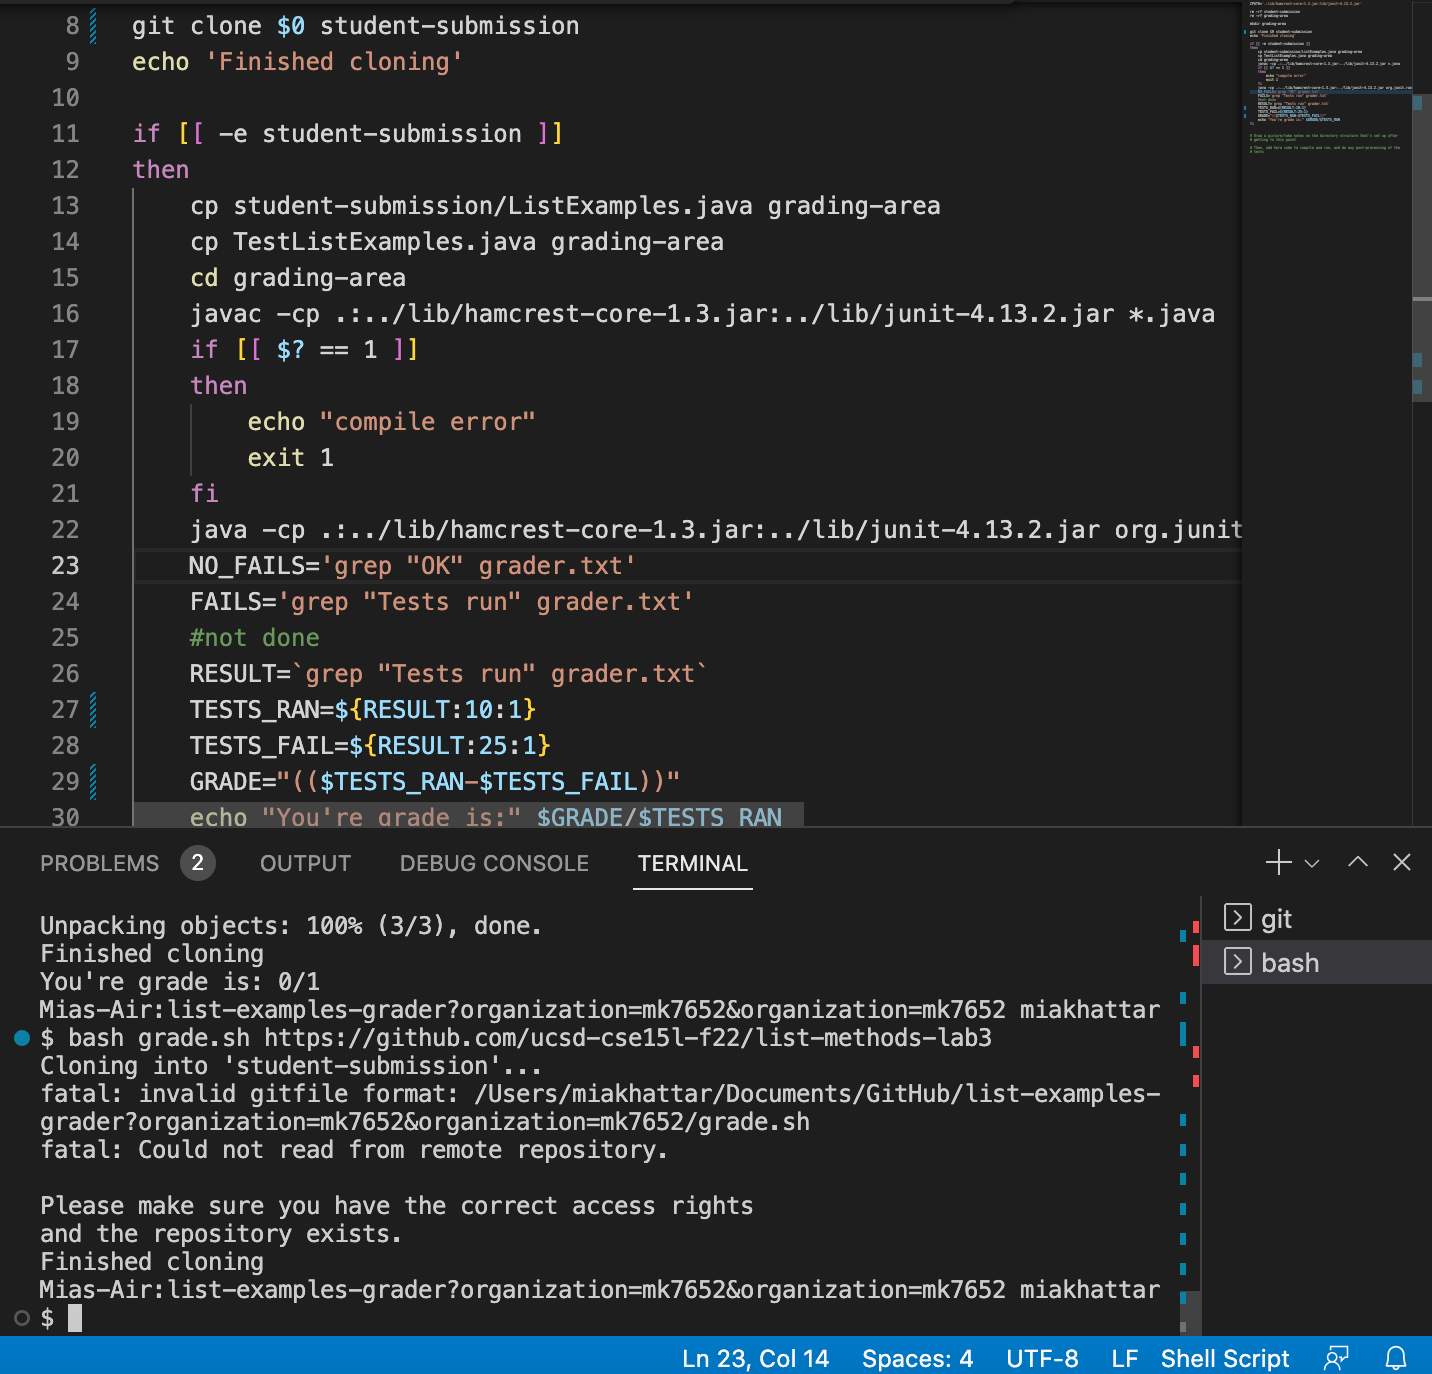 8 git clone $0 student-submission
9 echo 'Finished cloning'
10
11 if [[ -e student-submission ]]
12 then
13 cp student-submission/ListExamples.java grading-area
14 cp TestListExamples.java grading-area
15 cd grading-area
16 javac -cp .:../lib/hamcrest-core-1.3.jar:../lib/junit-4.13.2.jar *.java
17 if [[ $? == 1 ]]
18 then
19 echo "compile error"
20 exit 1
21 fi
22 java -cp .:../lib/hamcrest-core-1.3.jar:../lib/junit-4.13.2.jar org.junit
23 NO_FAILS='grep "OK" grader.txt'
24 FAILS='grep "Tests run" grader.txt'
25 #not done
26 RESULT=`grep "Tests run" grader.txt`
27 TESTS_RAN=${RESULT:10:1}
28 TESTS_FAIL=${RESULT:25:1}
29 GRADE="(($TESTS_RAN-$TESTS_FAIL))"
30 echo "You're grade is:" $GRADE/$TESTS_RAN
PROBLEMS 2 OUTPUT DEBUG CONSOLE TERMINAL
Unpacking objects: 100% (3/3), done.
Finished cloning
You're grade is: 0/1
Mias-Air:list-examples-grader?organization=mk7652&organization=mk7652 miakhattar
$ bash grade.sh https://github.com/ucsd-cse15l-f22/list-methods-lab3
Cloning into 'student-submission'...
fatal: invalid gitfile format: /Users/miakhattar/Documents/GitHub/list-examples-
grader?organization=mk7652&organization=mk7652/grade.sh
fatal: Could not read from remote repository.
Please make sure you have the correct access rights
and the repository exists.
Finished cloning
Mias-Air:list-examples-grader?organization=mk7652&organization=mk7652 miakhattar
$
git
bash
Ln 23, Col 14 Spaces: 4 UTF-8 LF Shell Script